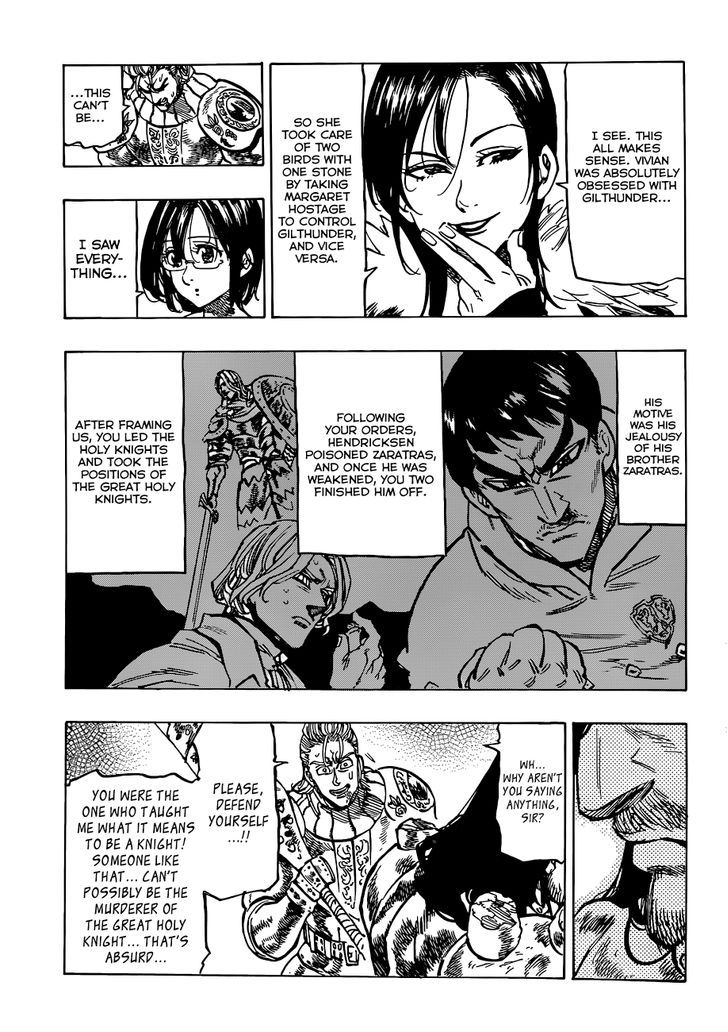 I SEE. THIS
ALL MAKES
SENSE. VIVIAN
WAS ABSOLUTELY
OBSESSED WITH
GILTHUNDER...
SO SHE
TOOK CARE
OF TWO
BIRDS WITH
ONE STONE
BY TAKING
MARGARET
HOSTAGE
TO CONTROL
GILTHUNDER,
AND VICE
VERSA.
...THIS
CAN'T
BE...
I SAW
EVERY-
THING...
HIS
MOTIVE
WAS HIS
JEALOUSY
OF HIS
BROTHER
ZARATRAS.
FOLLOWING
YOUR ORDERS,
HENDRICKSEN
POISONED ZARATRAS,
AND ONCE HE WAS
WEAKENED, YOU TWO
FINISHED HIM OFF.
AFTER FRAMING
US, YOU LED THE
HOLY KNIGHTS
AND TOOK THE
POSITIONS OF
THE GREAT HOLY
KNIGHTS.
WH...
WHY AREN'T
YOU SAYING
ANYTHING,
SIR?
PLEASE,
DEFEND
YOURSELF
...!!
YOU WERE THE
ONE WHO TAUGHT
ME WHAT IT MEANS
TO BE A KNIGHT!
SOMEONE LIKE
THAT... CAN'T
POSSIBLY BE THE
MURDERER OF
THE GREAT HOLY
KNIGHT... THAT'S
ABSURD...